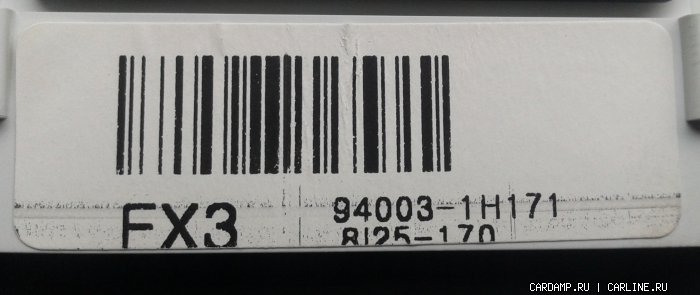 FX3 94003-1H171
8I25-170
CARDAMP.RU | CARLINE.RU